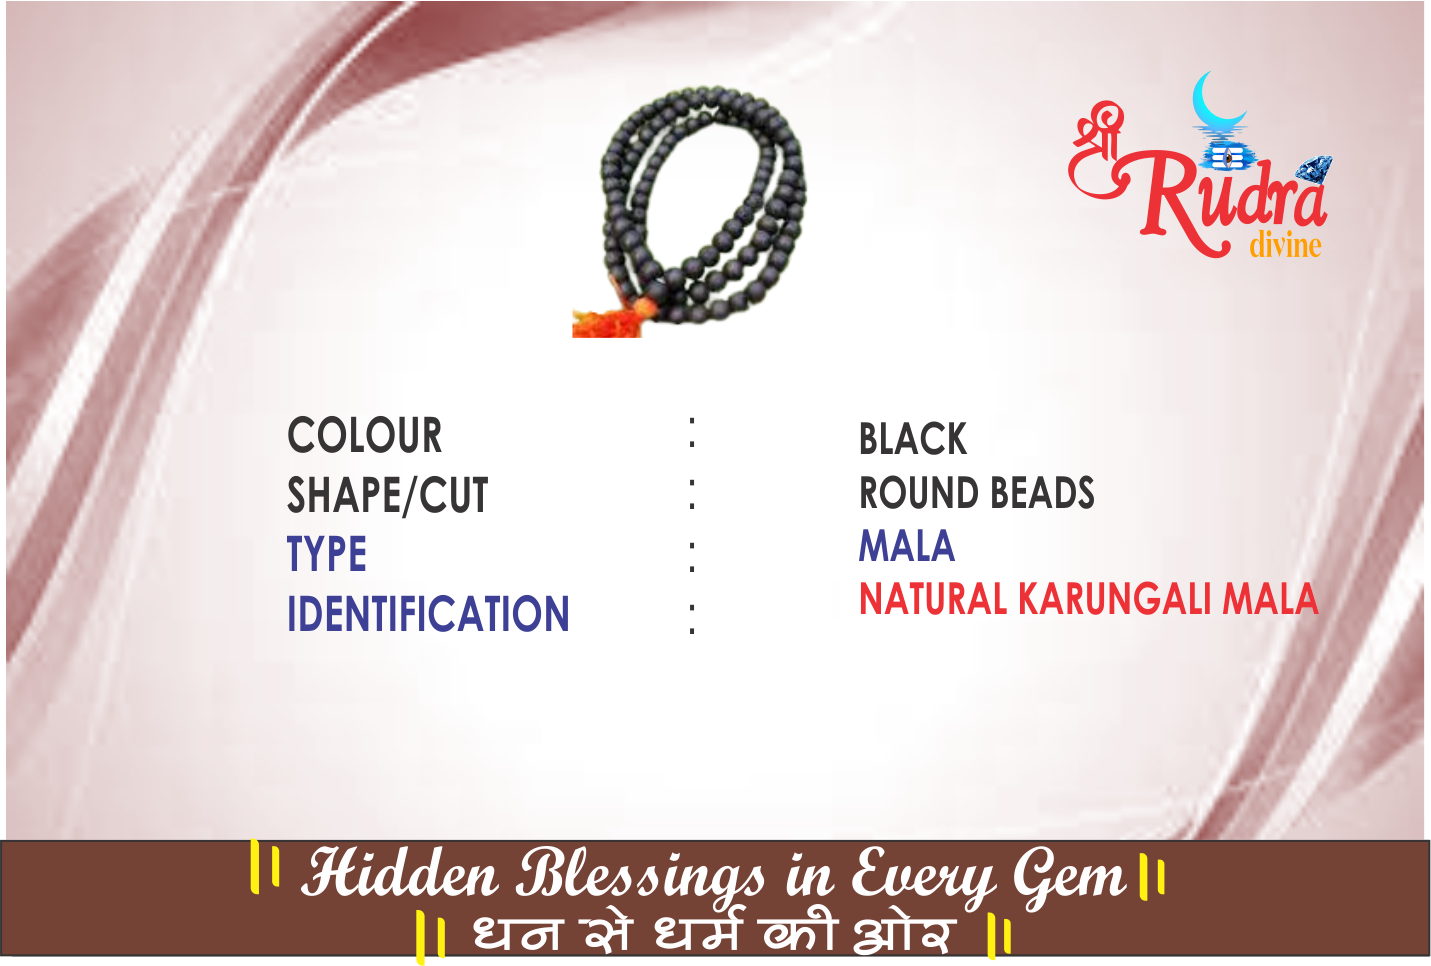 श्री
Rudra
divine
COLOUR : BLACK
SHAPE/CUT : ROUND BEADS
TYPE : MALA
IDENTIFICATION : NATURAL KARUNGALI MALA
|| Hidden Blessings in Every Gem ||
|| धन से धर्म की ओर ||